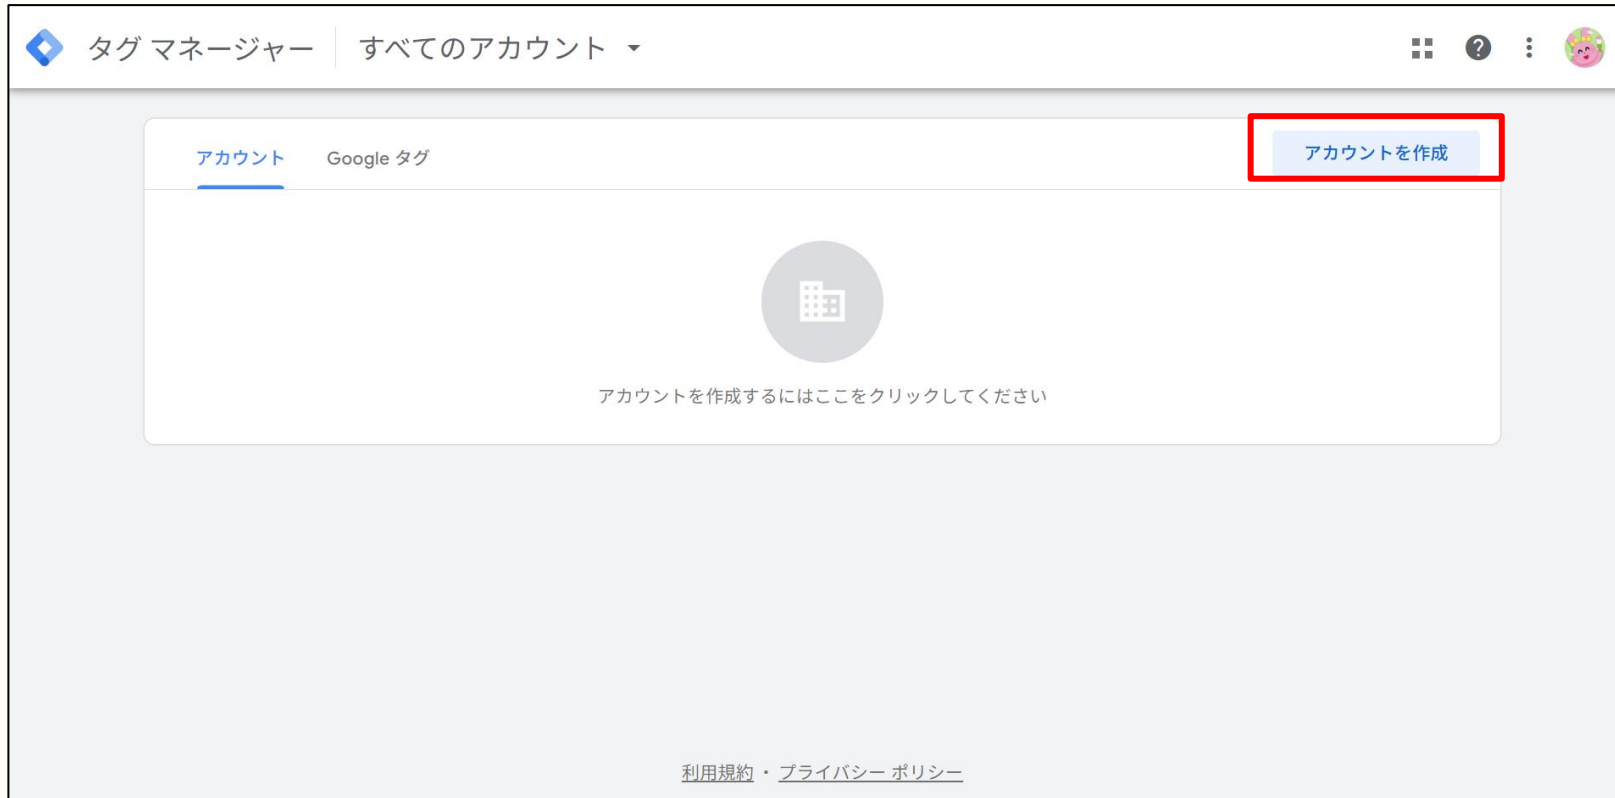 タグ マネージャー すべてのアカウント
アカウント Google タグ アカウントを作成
アカウントを作成するにはここをクリックしてください
利用規約・プライバシー ポリシー